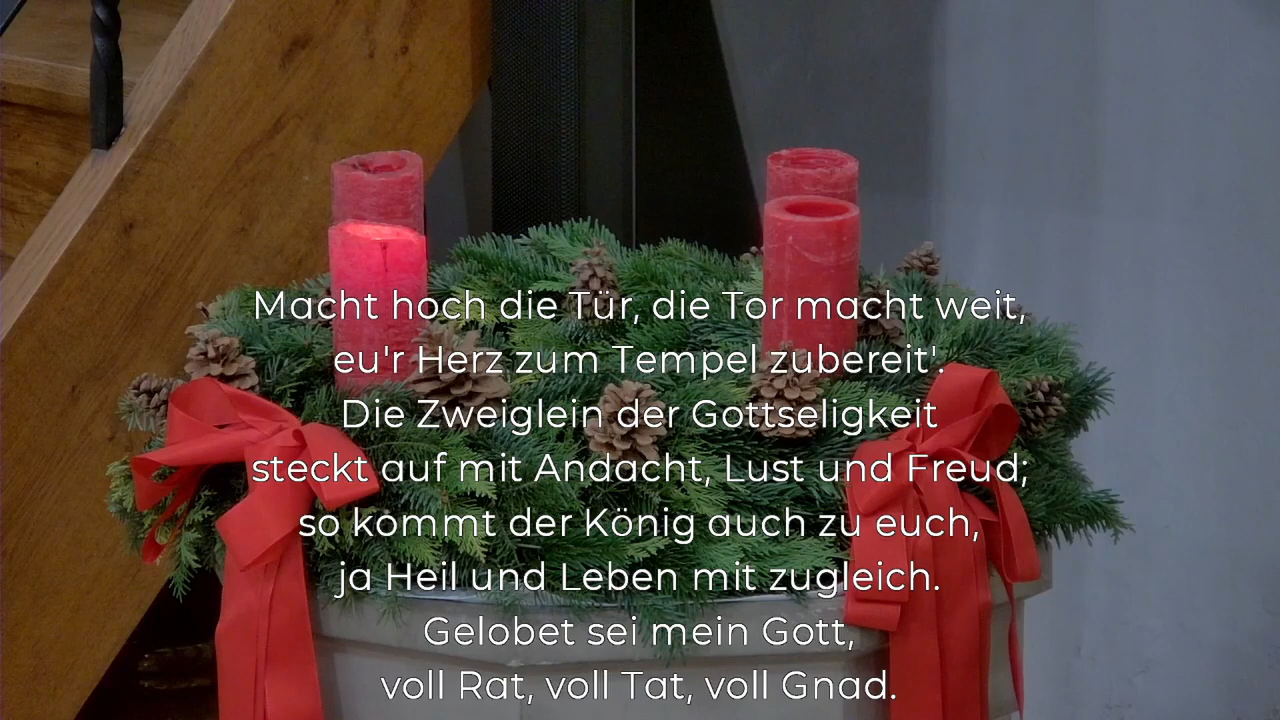 Macht hoch die Tür, die Tor macht weit,
eu'r Herz zum Tempel zubereit'.
Die Zweiglein der Gottseligkeit
steckt auf mit Andacht, Lust und Freud;
so kommt der König auch zu euch,
ja Heil und Leben mit zugleich.
Gelobet sei mein Gott,
voll Rat, voll Tat, voll Gnad.